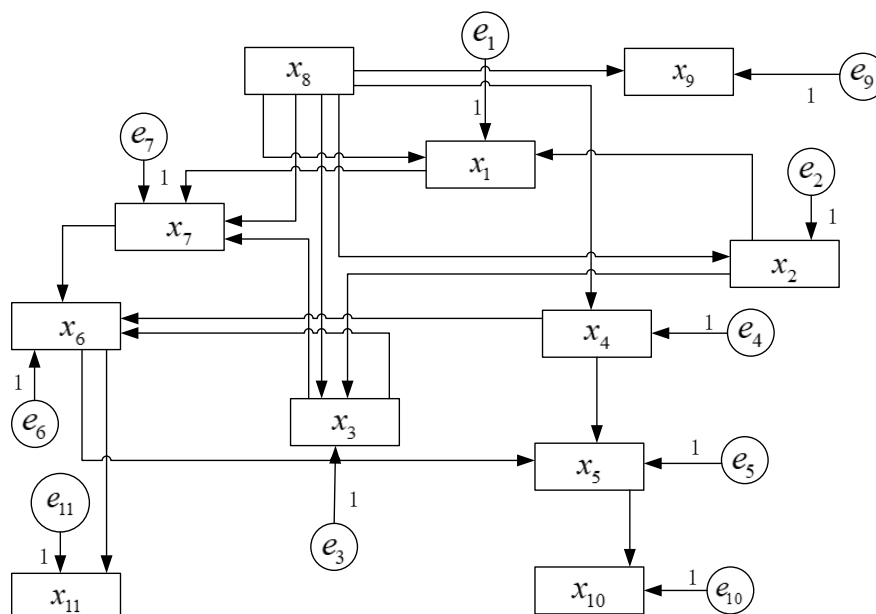 e₁
x₈
x₉
e₉
1
1
e₇
x₁
e₂
1
1
x₇
x₂
x₆
x₄
1
e₄
1
e₆
x₃
x₅
1
e₅
e₁₁
1
e₃
1
x₁₁
x₁₀
1
e₁₀